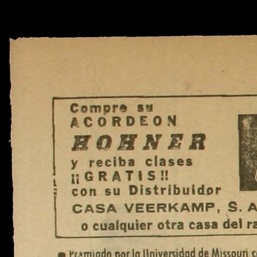 Compre su
ACORDEON
HOHNER
y reciba clases
¡¡GRATIS!!
con su Distribuidor
CASA VEERKAMP, S. A
o cualquier otra casa del ra
• Premiado por la Universidad de Missouri c